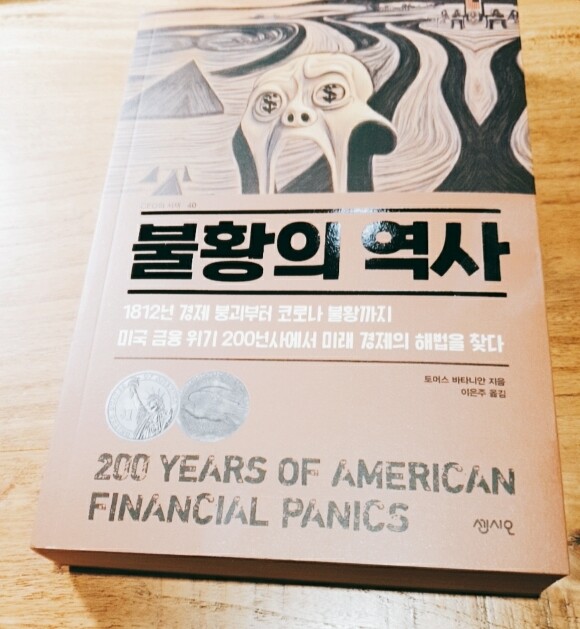 불황의 역사
1812년 경제 붕괴부터 코로나 불황까지
미국 금융 위기 200년사에서 미래 경제의 해법을 찾다
토머스 바타니안 지음
이은주 옮김
200 YEARS OF AMERICAN
FINANCIAL PANICS
센시오